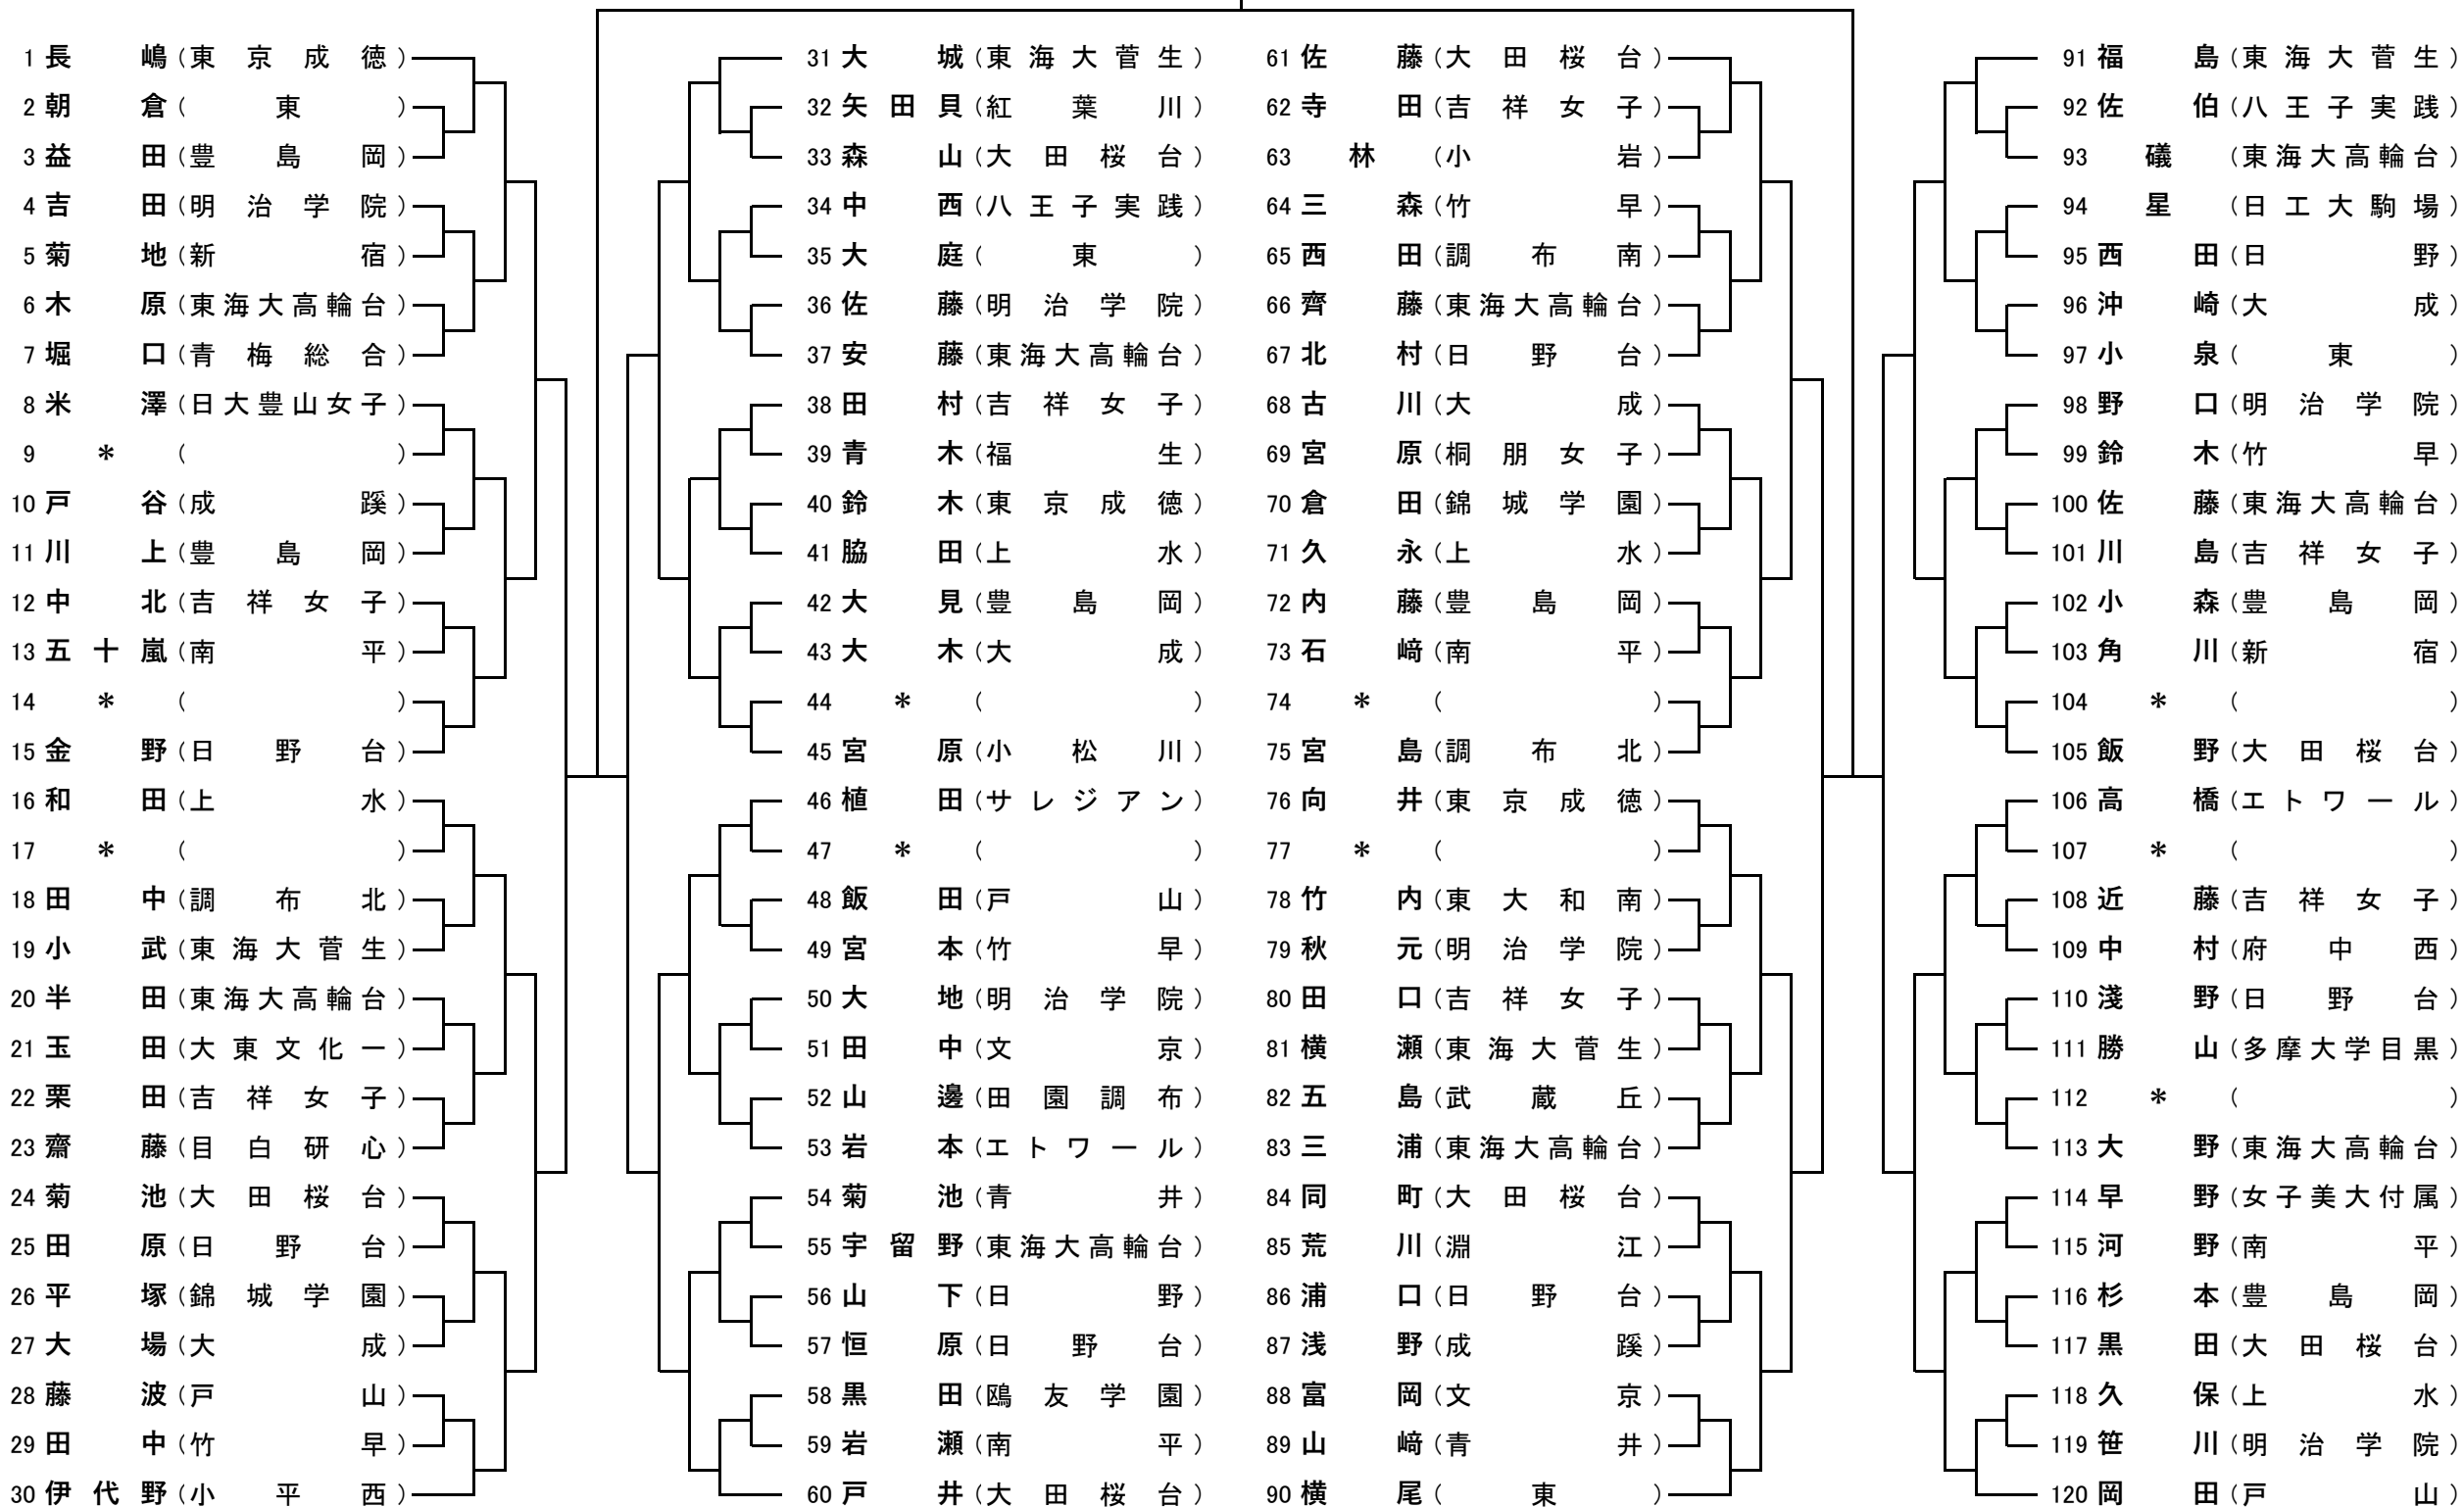 1 長嶋 (東京成徳)
2 朝倉 (東)
3 益田 (豊島岡)
4 吉田 (明治学院)
5 菊地 (新宿)
6 木原 (東海大高輪台)
7 堀口 (青梅総合)
8 米澤 (日大豊山女子)
9 * ( )
10 戸谷 (成蹊)
11 川上 (豊島岡)
12 中北 (吉祥女子)
13 五十嵐 (南平)
14 * ( )
15 金野 (日野台)
16 和田 (上水)
17 * ( )
18 田中 (調布北)
19 小武 (東海大菅生)
20 半田 (東海大高輪台)
21 玉田 (大東文化一)
22 栗田 (吉祥女子)
23 齋藤 (目白研心)
24 菊池 (大田桜台)
25 田原 (日野台)
26 平塚 (錦城学園)
27 大場 (大成)
28 藤波 (戸山)
29 田中 (竹早)
30 伊代野 (小平西)
31 大城 (東海大菅生)
32 矢田貝 (紅葉川)
33 森山 (大田桜台)
34 中西 (八王子実践)
35 大庭 (東)
36 佐藤 (明治学院)
37 安藤 (東海大高輪台)
38 田村 (吉祥女子)
39 青木 (福生)
40 鈴木 (東京成徳)
41 脇田 (上水)
42 大見 (豊島岡)
43 大木 (大成)
44 * ( )
45 宮原 (小松川)
46 植田 (サレジアン)
47 * ( )
48 飯田 (戸山)
49 宮本 (竹早)
50 大地 (明治学院)
51 田中 (文京)
52 山邊 (田園調布)
53 岩本 (エトワール)
54 菊池 (青井)
55 宇留野 (東海大高輪台)
56 山下 (日野)
57 恒原 (日野台)
58 黒田 (鴎友学園)
59 岩瀬 (南平)
60 戸井 (大田桜台)
61 佐藤 (大田桜台)
62 寺田 (吉祥女子)
63 林 (小岩)
64 三森 (竹早)
65 西田 (調布南)
66 齊藤 (東海大高輪台)
67 北村 (日野台)
68 古川 (大成)
69 宮原 (桐朋女子)
70 倉田 (錦城学園)
71 久永 (上水)
72 内藤 (豊島岡)
73 石﨑 (南平)
74 * ( )
75 宮島 (調布北)
76 向井 (東京成徳)
77 * ( )
78 竹内 (東大和南)
79 秋元 (明治学院)
80 田口 (吉祥女子)
81 横瀬 (東海大菅生)
82 五島 (武蔵丘)
83 三浦 (東海大高輪台)
84 同町 (大田桜台)
85 荒川 (淵江)
86 浦口 (日野台)
87 浅野 (成蹊)
88 富岡 (文京)
89 山﨑 (青井)
90 横尾 (東)
91 福島 (東海大菅生)
92 佐伯 (八王子実践)
93 礒 (東海大高輪台)
94 星 (日工大駒場)
95 西田 (日野)
96 沖崎 (大成)
97 小泉 (東)
98 野口 (明治学院)
99 鈴木 (竹早)
100 佐藤 (東海大高輪台)
101 川島 (吉祥女子)
102 小森 (豊島岡)
103 角川 (新宿)
104 * ( )
105 飯野 (大田桜台)
106 高橋 (エトワール)
107 * ( )
108 近藤 (吉祥女子)
109 中村 (府中西)
110 淺野 (日野台)
111 勝山 (多摩大学目黒)
112 * ( )
113 大野 (東海大高輪台)
114 早野 (女子美大付属)
115 河野 (南平)
116 杉本 (豊島岡)
117 黒田 (大田桜台)
118 久保 (上水)
119 笹川 (明治学院)
120 岡田 (戸山)